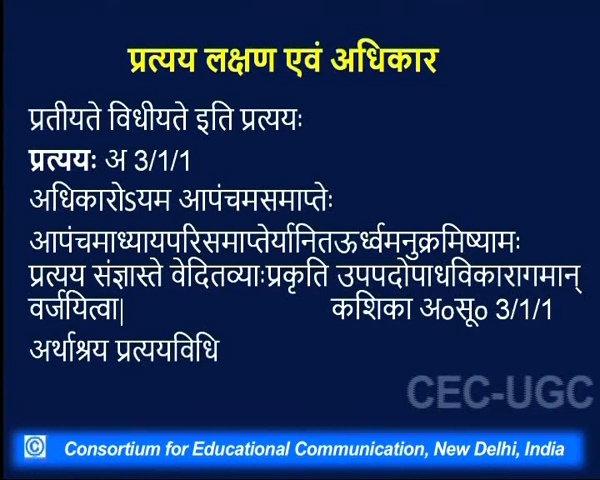 प्रत्यय लक्षण एवं अधिकार
प्रतीयते विधीयते इति प्रत्ययः
प्रत्ययः अ 3/1/1
अधिकारोऽयम आपंचमसमाप्तेः
आपंचमाध्यायपरिसमाप्तेर्यानितऊर्ध्वमनुक्रमिष्यामः
प्रत्यय संज्ञास्ते वेदितव्याःप्रकृति उपपदोपाधविकारागमान्
वर्जयित्वा| कशिका अ०सू० 3/1/1
अर्थाश्रय प्रत्ययविधि
CEC-UGC
© Consortium for Educational Communication, New Delhi, India